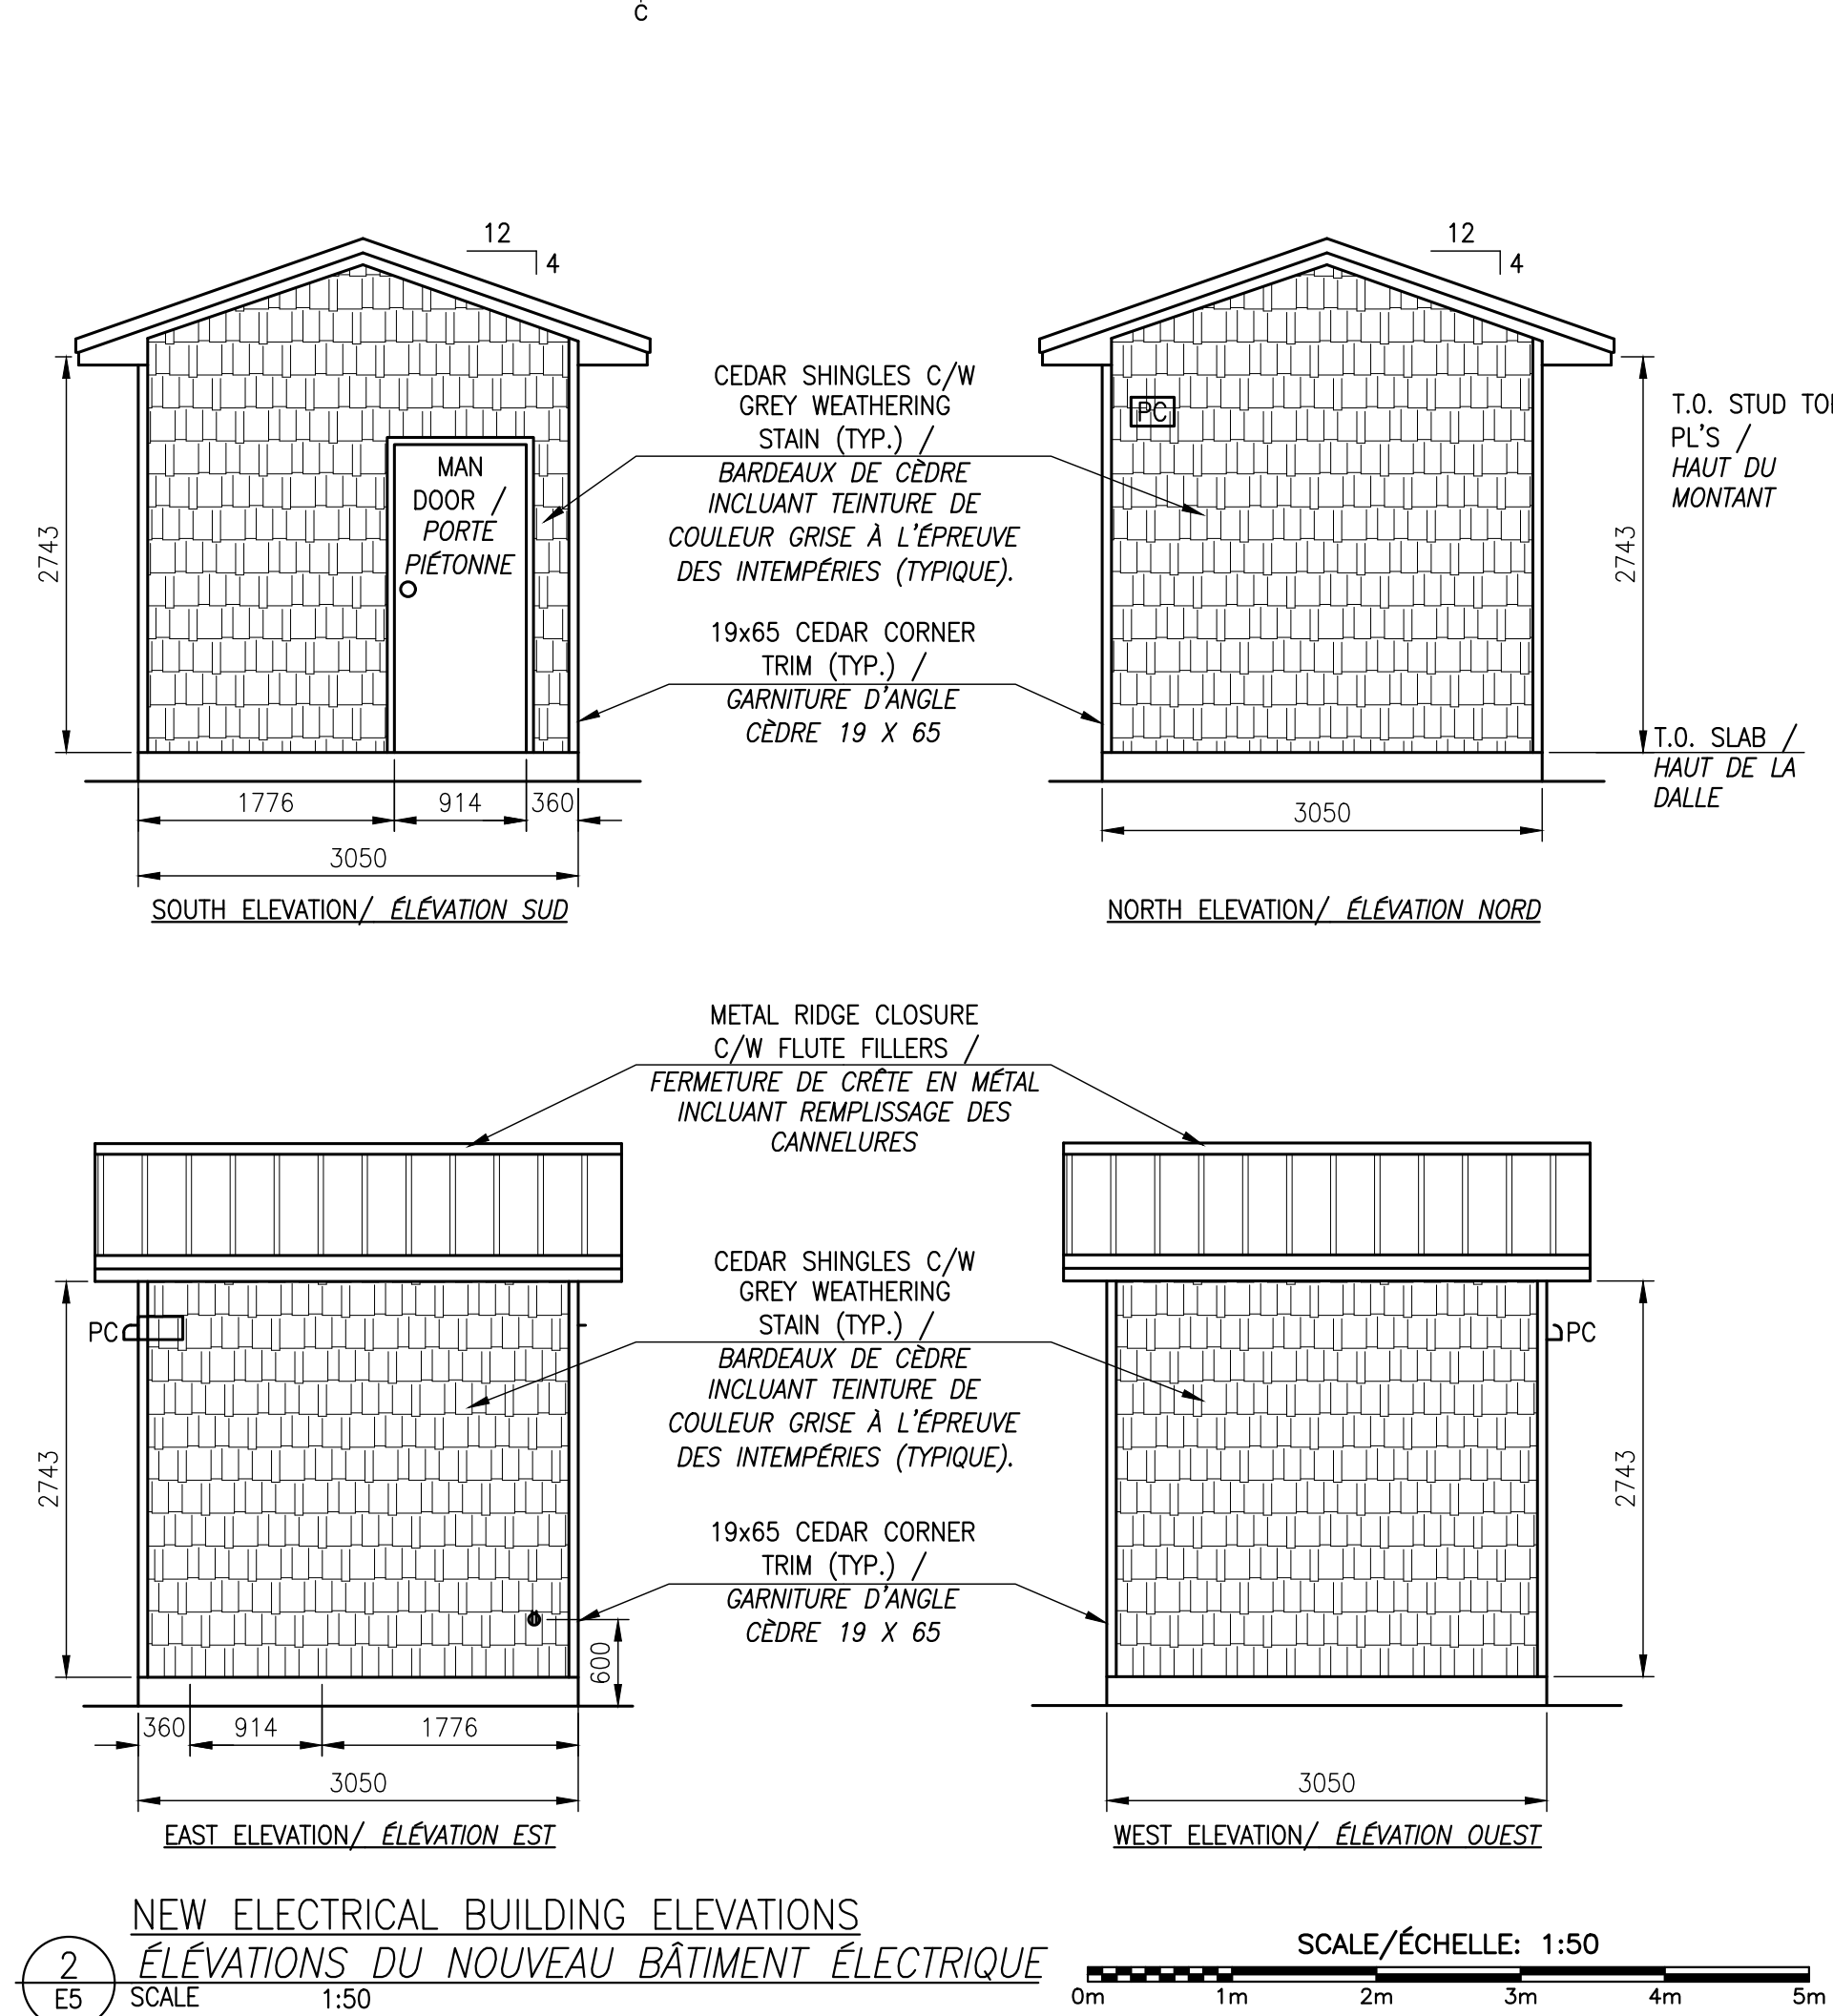 C
12
4
12
4
CEDAR SHINGLES C/W
GREY WEATHERING
STAIN (TYP.) /
BARDEAUX DE CÈDRE
INCLUANT TEINTURE DE
COULEUR GRISE À L'ÉPREUVE
DES INTEMPÉRIES (TYPIQUE).
MAN
DOOR /
PORTE
PIÉTONNE
PC
T.O. STUD
PL'S /
HAUT DU
MONTANT
2743
2743
19x65 CEDAR CORNER
TRIM (TYP.) /
GARNITURE D'ANGLE
CÈDRE 19 X 65
T.O. SLAB /
HAUT DE LA
DALLE
1776
914
360
3050
3050
SOUTH ELEVATION/ ÉLÉVATION SUD
NORTH ELEVATION/ ÉLÉVATION NORD
METAL RIDGE CLOSURE
C/W FLUTE FILLERS /
FERMETURE DE CRÊTE EN MÉTAL
INCLUANT REMPLISSAGE DES
CANNELURES
CEDAR SHINGLES C/W
GREY WEATHERING
STAIN (TYP.) /
BARDEAUX DE CÈDRE
INCLUANT TEINTURE DE
COULEUR GRISE À L'ÉPREUVE
DES INTEMPÉRIES (TYPIQUE).
PC
PC
2743
2743
19x65 CEDAR CORNER
TRIM (TYP.) /
GARNITURE D'ANGLE
CÈDRE 19 X 65
600
360
914
1776
3050
3050
EAST ELEVATION/ ÉLÉVATION EST
WEST ELEVATION/ ÉLÉVATION OUEST
NEW ELECTRICAL BUILDING ELEVATIONS
ÉLÉVATIONS DU NOUVEAU BÂTIMENT ÉLECTRIQUE
2
E5
SCALE 1:50
SCALE/ÉCHELLE: 1:50
0m 1m 2m 3m 4m 5m